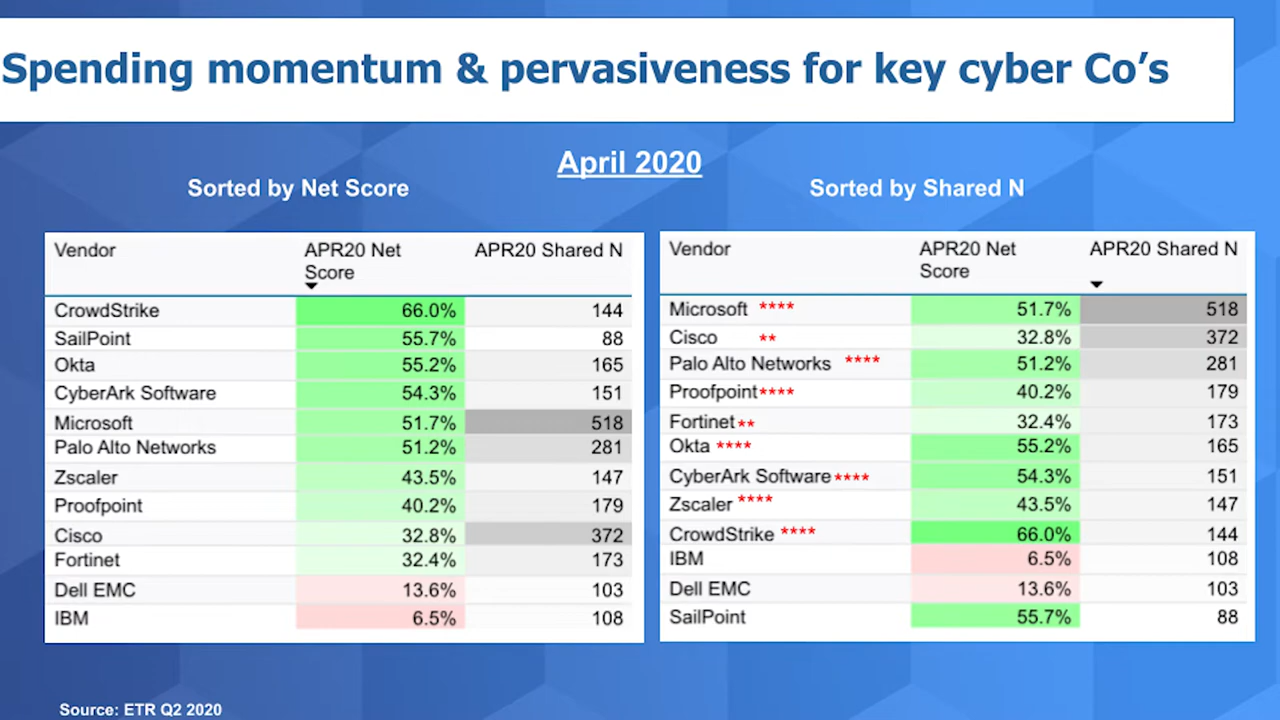 Spending momentum & pervasiveness for key cyber Co's
April 2020
Sorted by Net Score
Vendor APR20 Net Score APR20 Shared N
CrowdStrike 66.0% 144
SailPoint 55.7% 88
Okta 55.2% 165
CyberArk Software 54.3% 151
Microsoft 51.7% 518
Palo Alto Networks 51.2% 281
Zscaler 43.5% 147
Proofpoint 40.2% 179
Cisco 32.8% 372
Fortinet 32.4% 173
Dell EMC 13.6% 103
IBM 6.5% 108
Sorted by Shared N
Vendor APR20 Net Score APR20 Shared N
Microsoft **** 51.7% 518
Cisco ** 32.8% 372
Palo Alto Networks **** 51.2% 281
Proofpoint**** 40.2% 179
Fortinet** 32.4% 173
Okta **** 55.2% 165
CyberArk Software**** 54.3% 151
Zscaler **** 43.5% 147
CrowdStrike **** 66.0% 144
IBM 6.5% 108
Dell EMC 13.6% 103
SailPoint 55.7% 88
Source: ETR Q2 2020